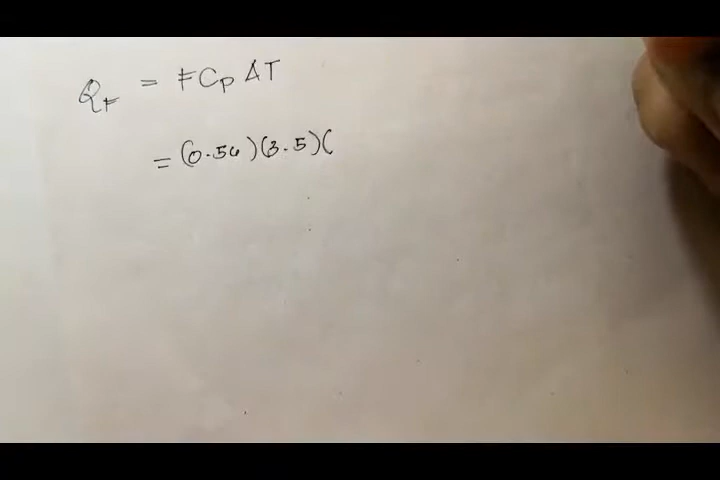 Q_F = FC_P ΔT
= (0.56)(3.5)(